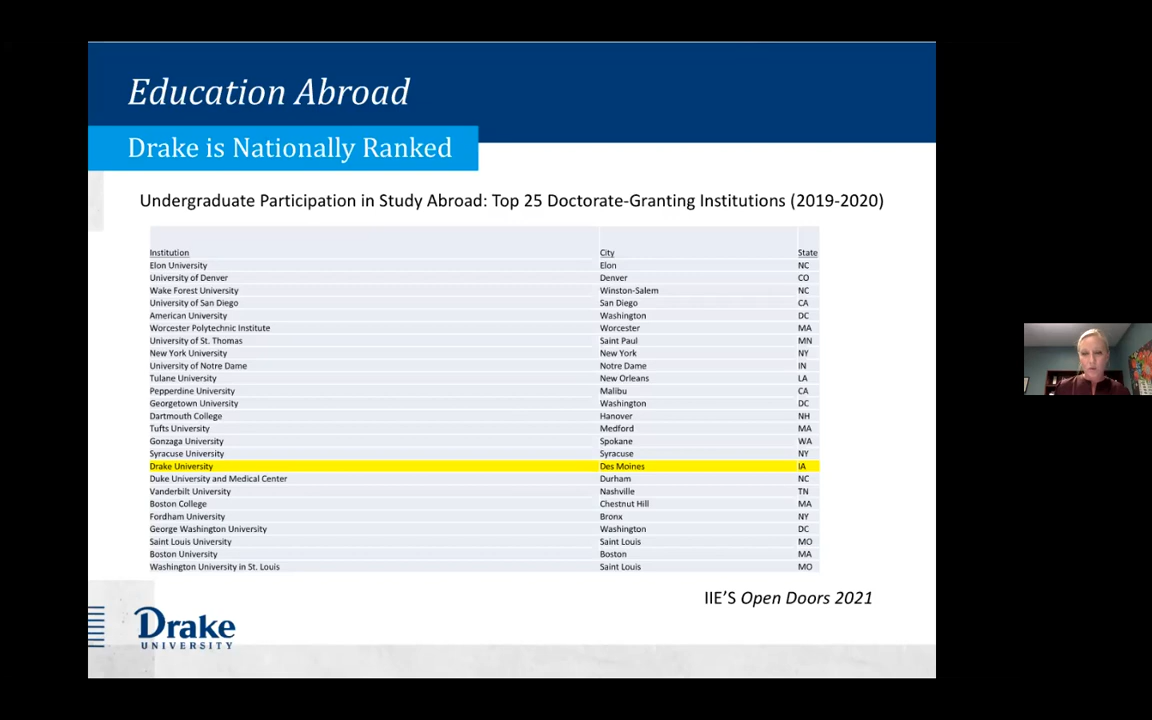 Education Abroad
Drake is Nationally Ranked
Undergraduate Participation in Study Abroad: Top 25 Doctorate-Granting Institutions (2019-2020)
Institution City State
Elon University Elon NC
University of Denver Denver CO
Wake Forest University Winston-Salem NC
University of San Diego San Diego CA
American University Washington DC
Worcester Polytechnic Institute Worcester MA
University of St. Thomas Saint Paul MN
New York University New York NY
University of Notre Dame Notre Dame IN
Tulane University New Orleans LA
Pepperdine University Malibu CA
Georgetown University Washington DC
Dartmouth College Hanover NH
Tufts University Medford MA
Gonzaga University Spokane WA
Syracuse University Syracuse NY
Drake University Des Moines IA
Duke University and Medical Center Durham NC
Vanderbilt University Nashville TN
Boston College Chestnut Hill MA
Fordham University Bronx NY
George Washington University Washington DC
Saint Louis University Saint Louis MO
Boston University Boston MA
Washington University in St. Louis Saint Louis MO
IIE'S Open Doors 2021
Drake
UNIVERSITY